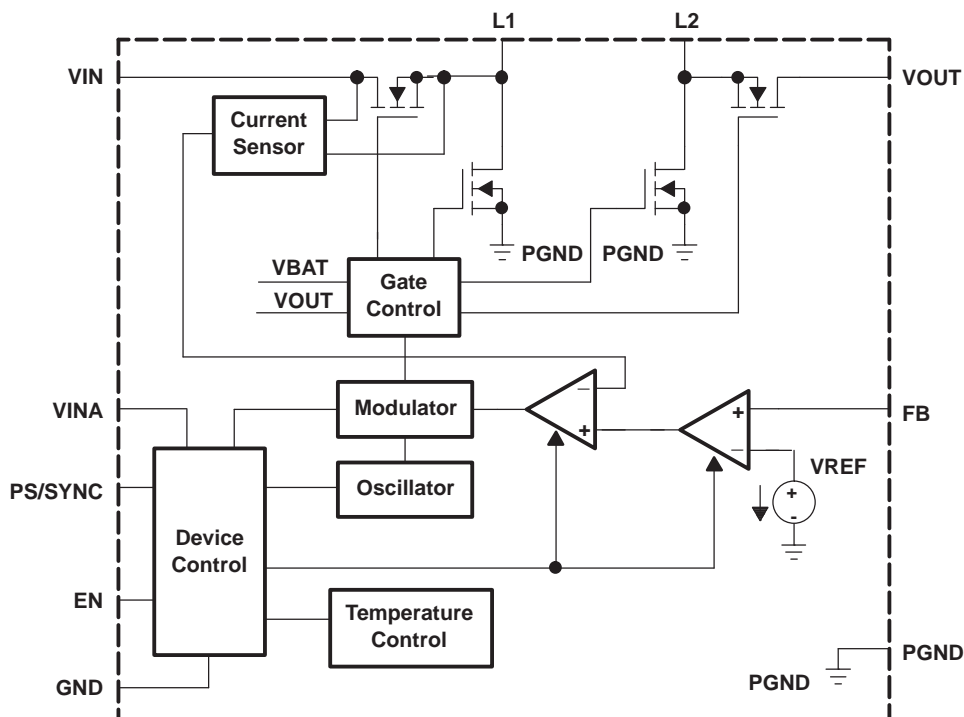 L1
L2
VIN
VOUT
Current
Sensor
PGND
PGND
VBAT
VOUT
Gate
Control
VINA
Modulator
−
+
+
−
FB
VREF
+
-
PS/SYNC
Oscillator
Device
Control
EN
Temperature
Control
GND
PGND
PGND